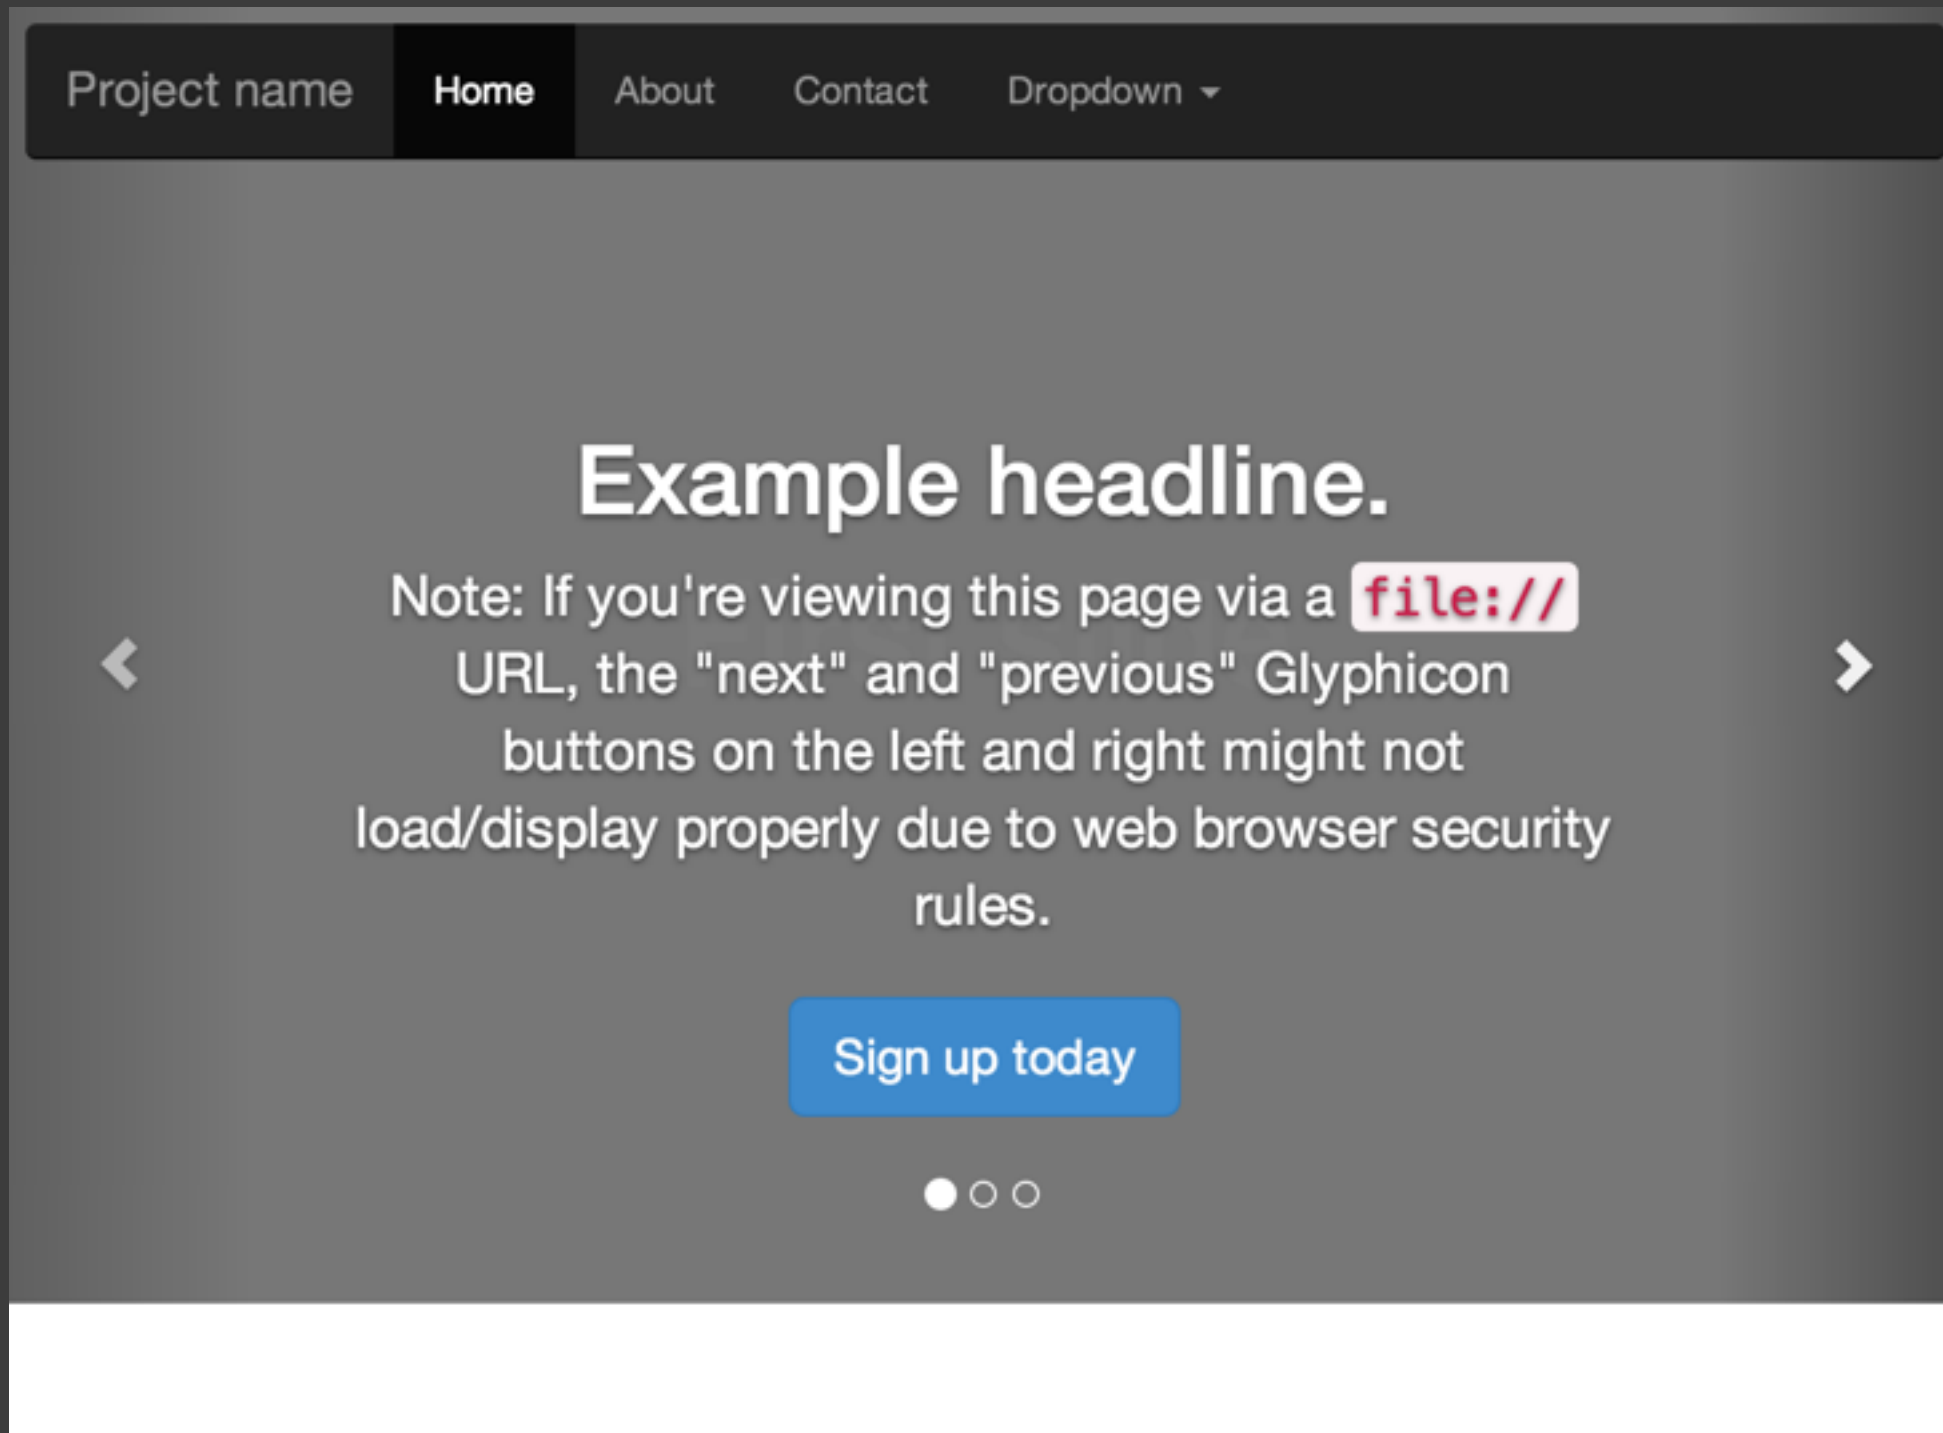 Project name Home About Contact Dropdown
Example headline.
Note: If you're viewing this page via a file://
URL, the "next" and "previous" Glyphicon
buttons on the left and right might not
load/display properly due to web browser security
rules.
Sign up today